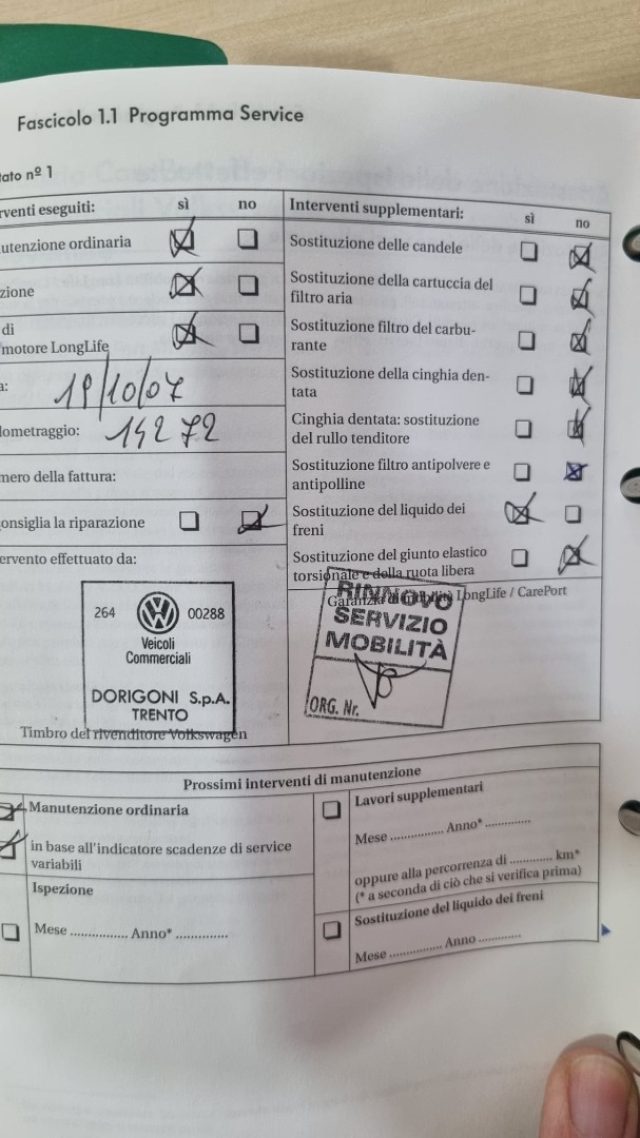 Fascicolo 1.1 Programma Service
tato nº 1
rventi eseguiti: sì no
utenzione ordinaria
zione
di
motore LongLife
a: 19/10/07
lometraggio: 14272
mero della fattura:
onsiglia la riparazione
ervento effettuato da:
264 00288
Veicoli
Commerciali
DORIGONI S.p.A.
TRENTO
Timbro del rivenditore Volkswagen
Interventi supplementari: sì no
Sostituzione delle candele
Sostituzione della cartuccia del
filtro aria
Sostituzione filtro del carbu-
rante
Sostituzione della cinghia den-
tata
Cinghia dentata: sostituzione
del rullo tenditore
Sostituzione filtro antipolvere e
antipolline
Sostituzione del liquido dei
freni
Sostituzione del giunto elastico
torsionale e della ruota libera
Garanzia di mobilità LongLife / CarePort
RINNOVO
SERVIZIO
MOBILITÀ
ORG. Nr.
Prossimi interventi di manutenzione
Manutenzione ordinaria
in base all'indicatore scadenze di service
variabili
Ispezione
Mese ................ Anno* ...............
Lavori supplementari
Mese ............... Anno* .............
oppure alla percorrenza di ............ km*
(* a seconda di ciò che si verifica prima)
Sostituzione del liquido dei freni
Mese ............... Anno .............